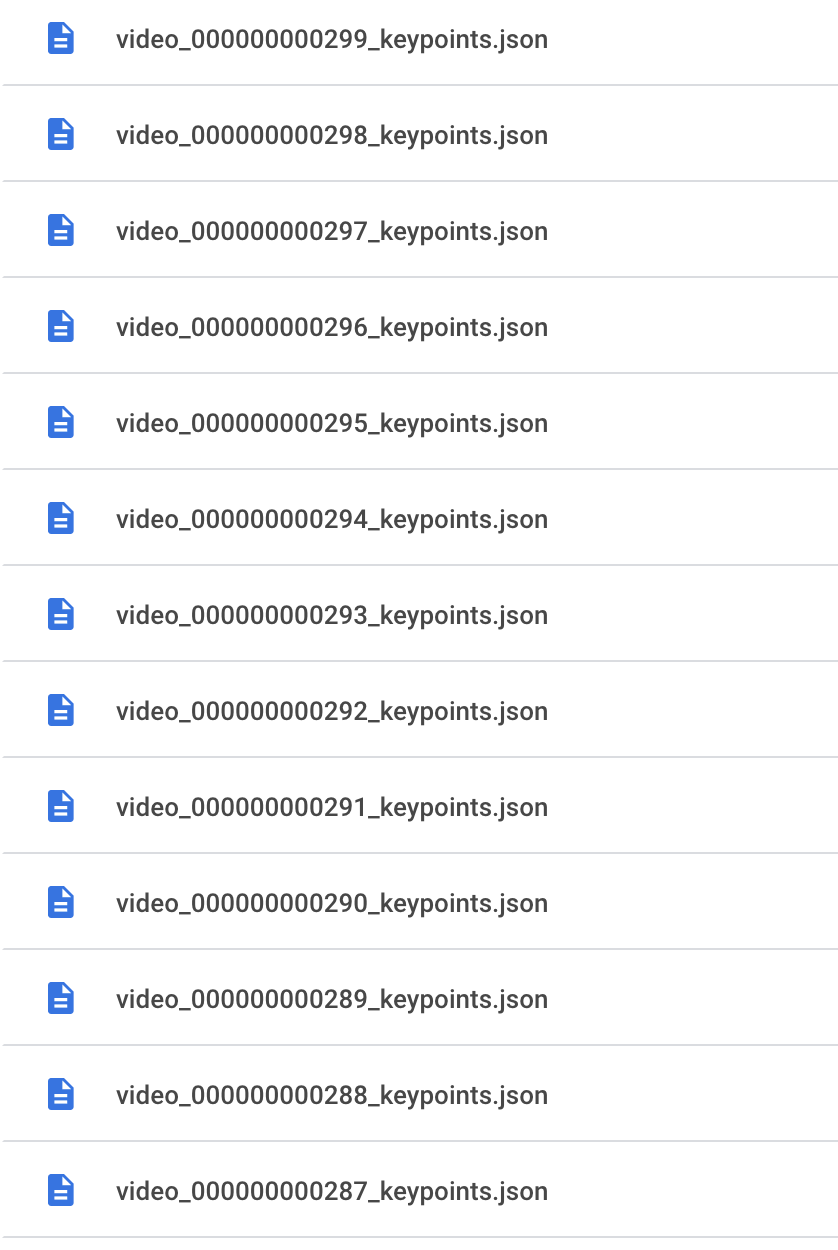 video_000000000299_keypoints.json
video_000000000298_keypoints.json
video_000000000297_keypoints.json
video_000000000296_keypoints.json
video_000000000295_keypoints.json
video_000000000294_keypoints.json
video_000000000293_keypoints.json
video_000000000292_keypoints.json
video_000000000291_keypoints.json
video_000000000290_keypoints.json
video_000000000289_keypoints.json
video_000000000288_keypoints.json
video_000000000287_keypoints.json